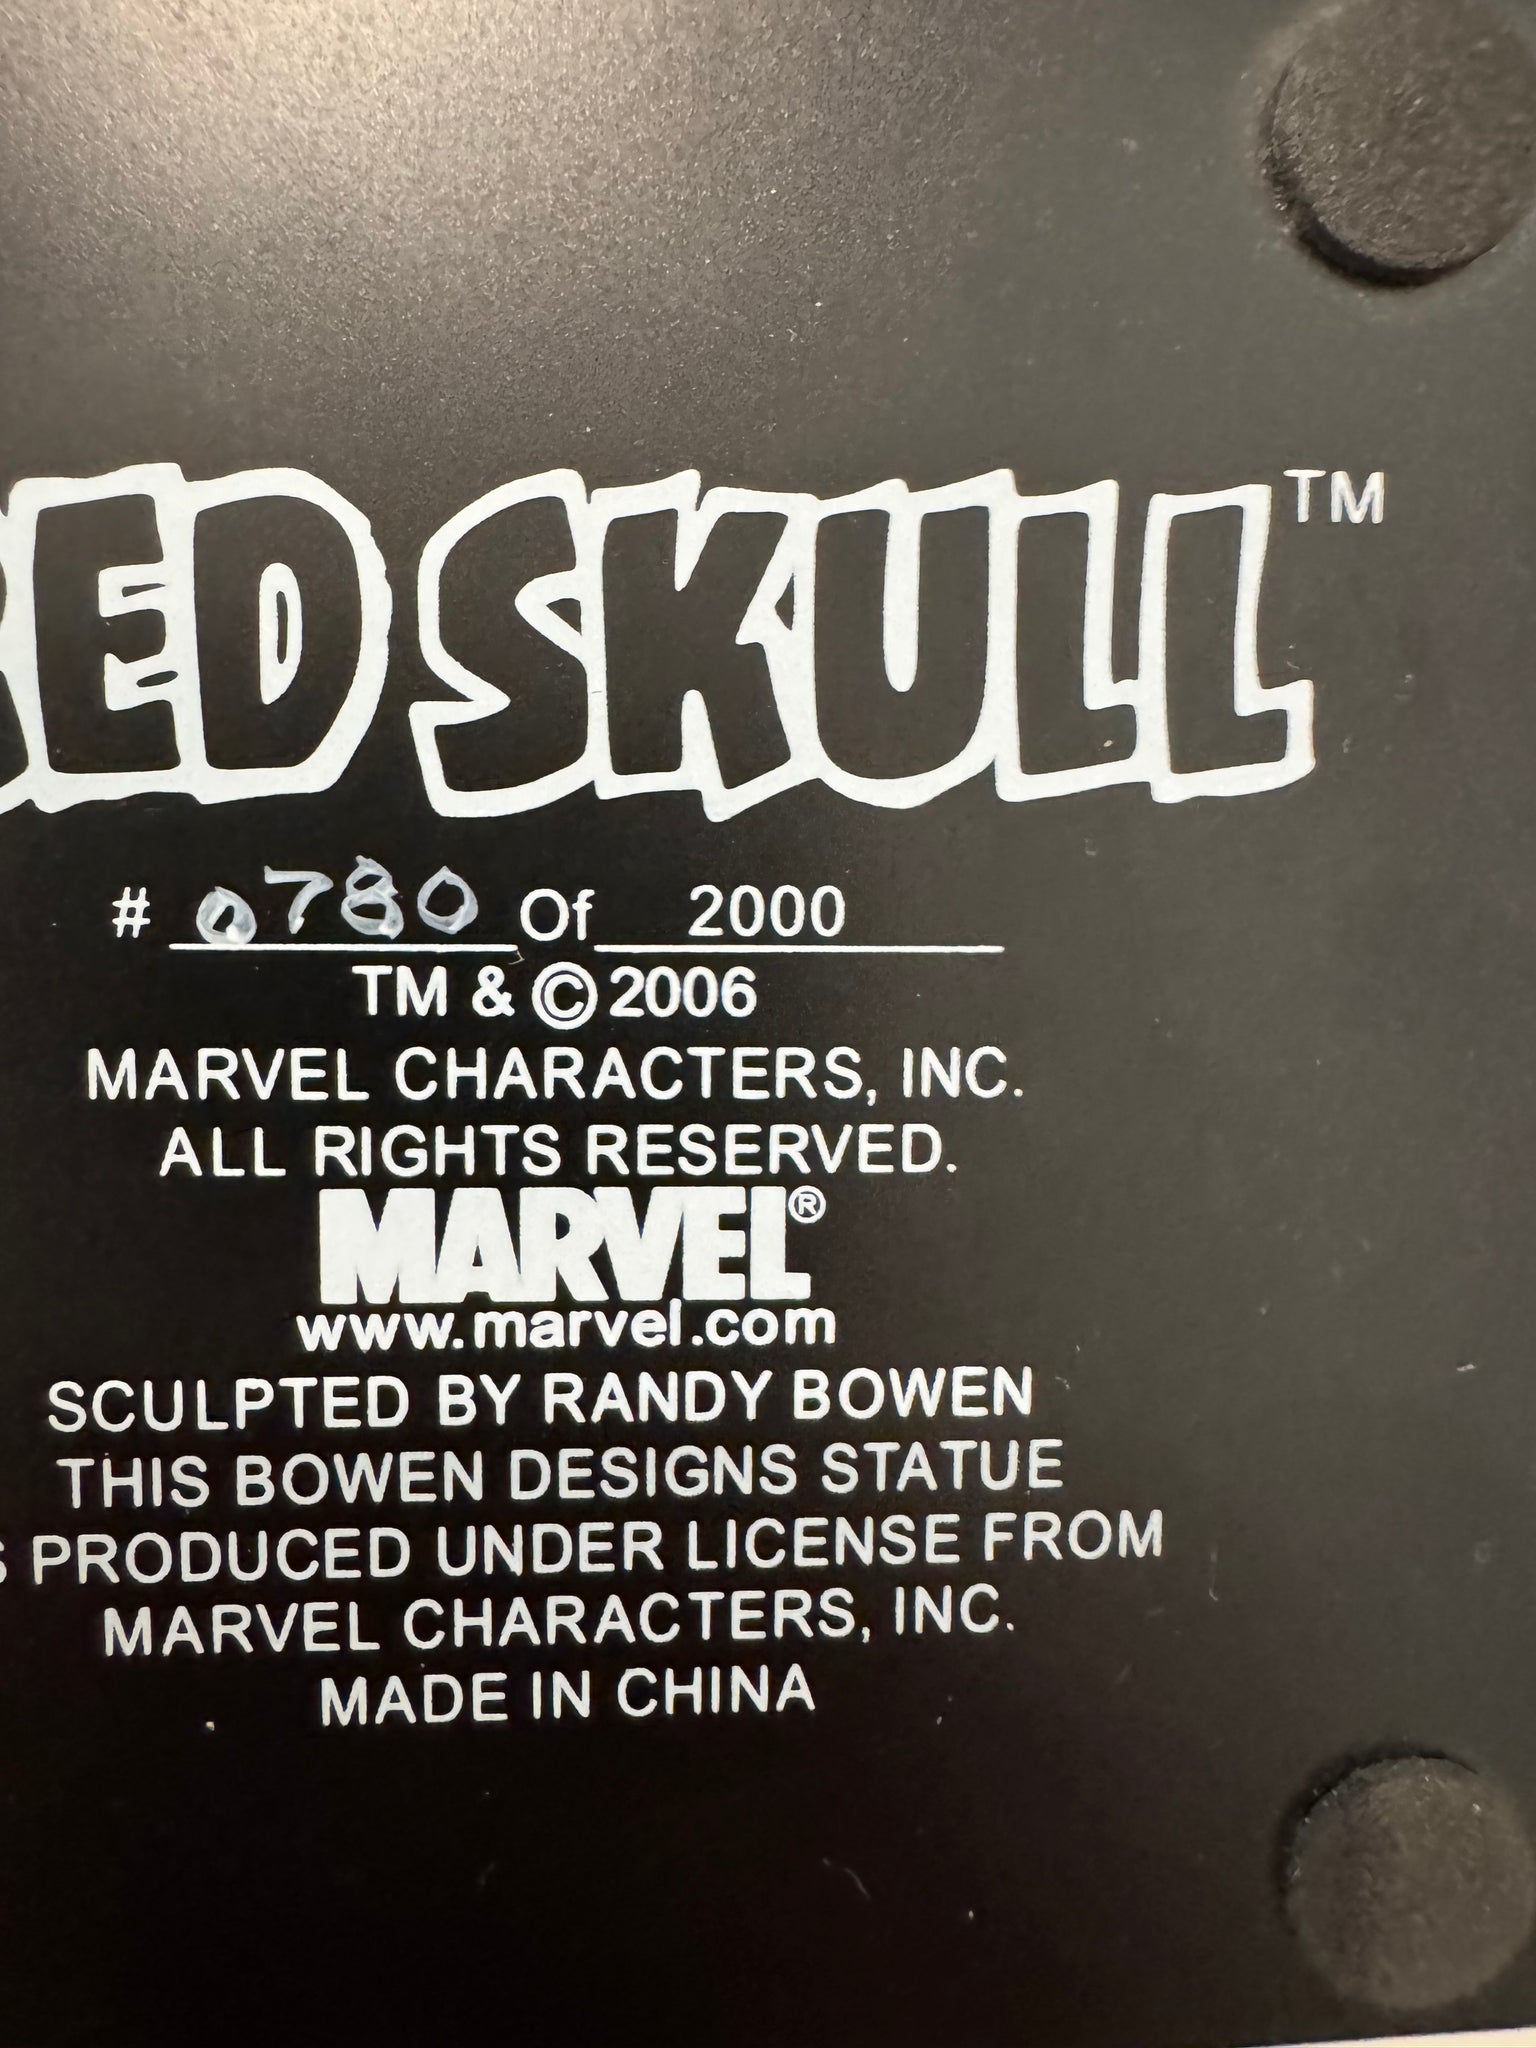 RED SKULL™
# 0780 Of 2000
TM & © 2006
MARVEL CHARACTERS, INC.
ALL RIGHTS RESERVED.
MARVEL®
www.marvel.com
SCULPTED BY RANDY BOWEN
THIS BOWEN DESIGNS STATUE
S PRODUCED UNDER LICENSE FROM
MARVEL CHARACTERS, INC.
MADE IN CHINA